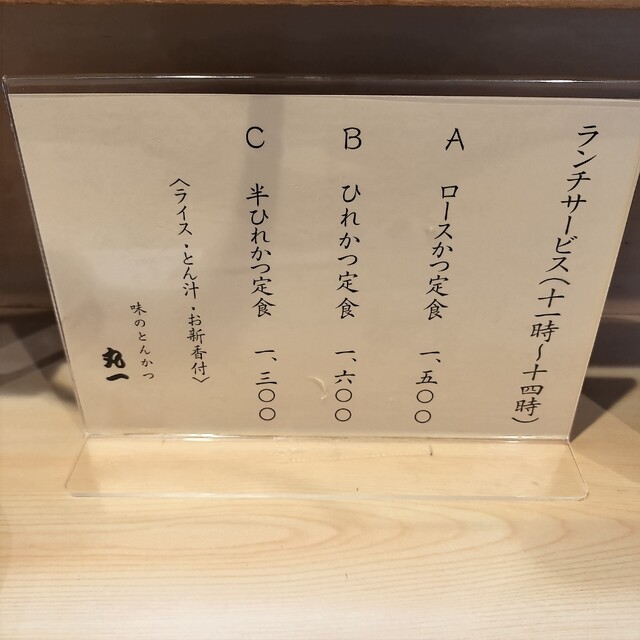 ランチサービス(十一時～十四時)
A ロースかつ定食 一、五〇〇
B ひれかつ定食 一、六〇〇
C 半ひれかつ定食 一、三〇〇
〈ライス・とん汁・お新香付〉
味のとんかつ
丸一